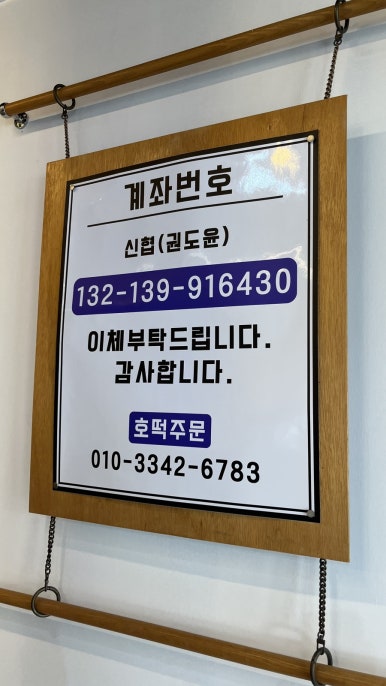 계좌번호
신협(권도윤)
132-139-916430
이체부탁드립니다.
감사합니다.
호떡주문
010-3342-6783